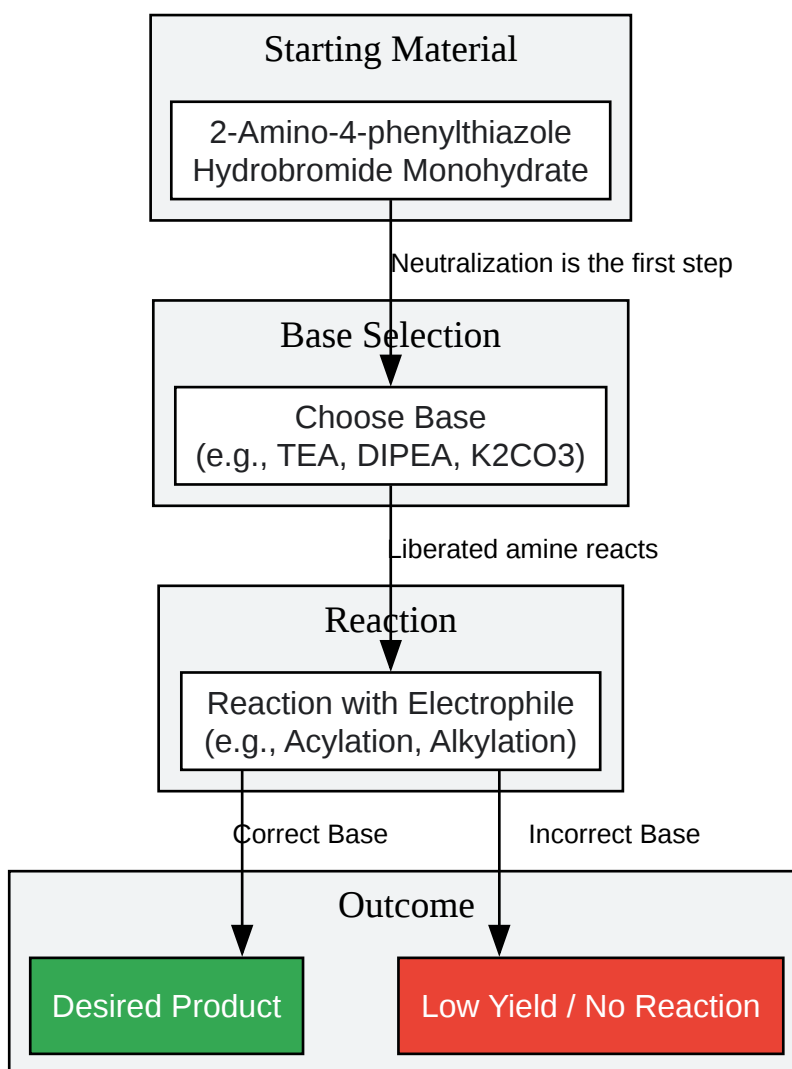 Starting Material
2-Amino-4-phenylthiazole
Hydrobromide Monohydrate
Neutralization is the first step
Base Selection
Choose Base
(e.g., TEA, DIPEA, K2CO3)
Liberated amine reacts
Reaction
Reaction with Electrophile
(e.g., Acylation, Alkylation)
Correct Base
Incorrect Base
Outcome
Desired Product
Low Yield / No Reaction